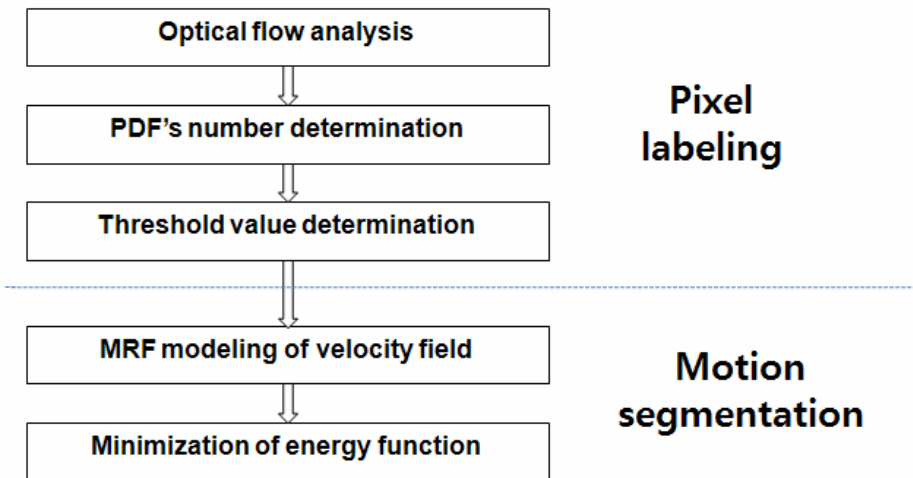 Optical flow analysis
PDF's number determination
Threshold value determination
Pixel
labeling
MRF modeling of velocity field
Minimization of energy function
Motion
segmentation